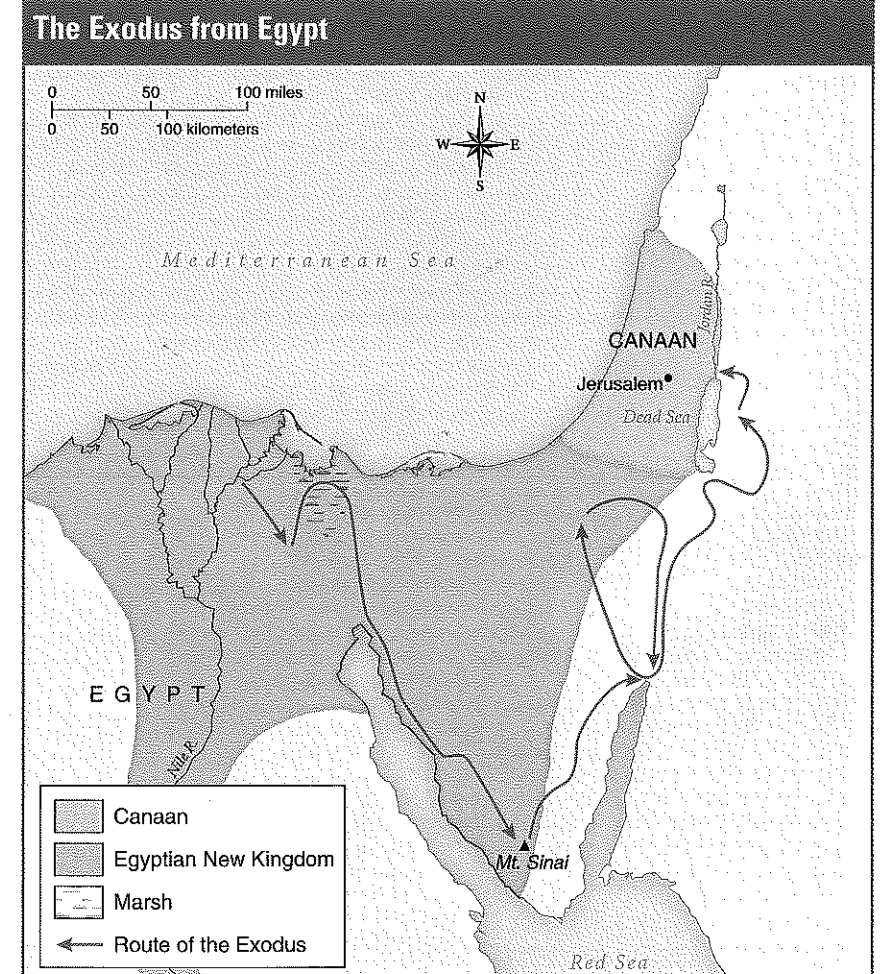 The Exodus from Egypt
0 50 100 miles
0 50 100 kilometers
N
W E
S
Mediterranean Sea
Jordan R.
CANAAN
Jerusalem
Dead Sea
EGYPT
Nile R.
Mt. Sinai
Red Sea
Canaan
Egyptian New Kingdom
Marsh
Route of the Exodus